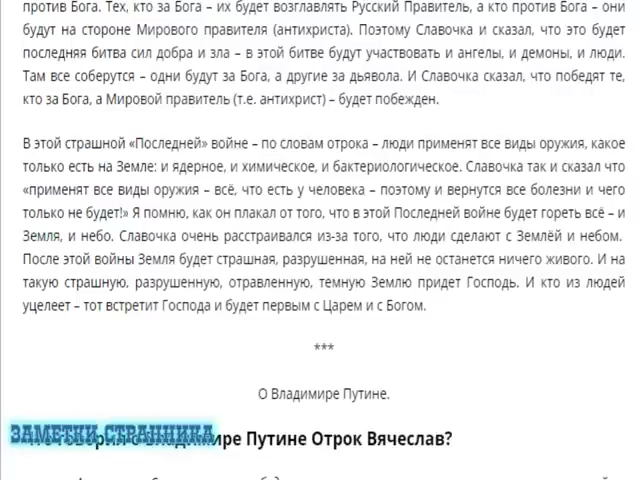 против Бога. Тех, кто за Бога – их будет возглавлять Русский Правитель, а кто против Бога – они
будут на стороне Мирового правителя (антихриста). Поэтому Славочка и сказал, что это будет
последняя битва сил добра и зла – в этой битве будут участвовать и ангелы, и демоны, и люди.
Там все соберутся – одни будут за Бога, а другие за дьявола. И Славочка сказал, что победят те,
кто за Бога, а Мировой правитель (т.е. антихрист) – будет побежден.
В этой страшной «Последней» войне – по словам отрока – люди применят все виды оружия, какое
только есть на Земле: и ядерное, и химическое, и бактериологическое. Славочка так и сказал что
«применят все виды оружия – всё, что есть у человека – поэтому и вернутся все болезни и чего
только не будет!» Я помню, как он плакал от того, что в этой Последней войне будет гореть всё – и
Земля, и небо. Славочка очень расстраивался из-за того, что люди сделают с Землёй и небом.
После этой войны Земля будет страшная, разрушенная, на ней не останется ничего живого. И на
такую страшную, разрушенную, отравленную, темную Землю придет Господь. И кто из людей
уцелеет – тот встретит Господа и будет первым с Царем и с Богом.
***
О Владимире Путине.
ЗАМЕТКИ СТРАННИКА
Владимире Путине Отрок Вячеслав?